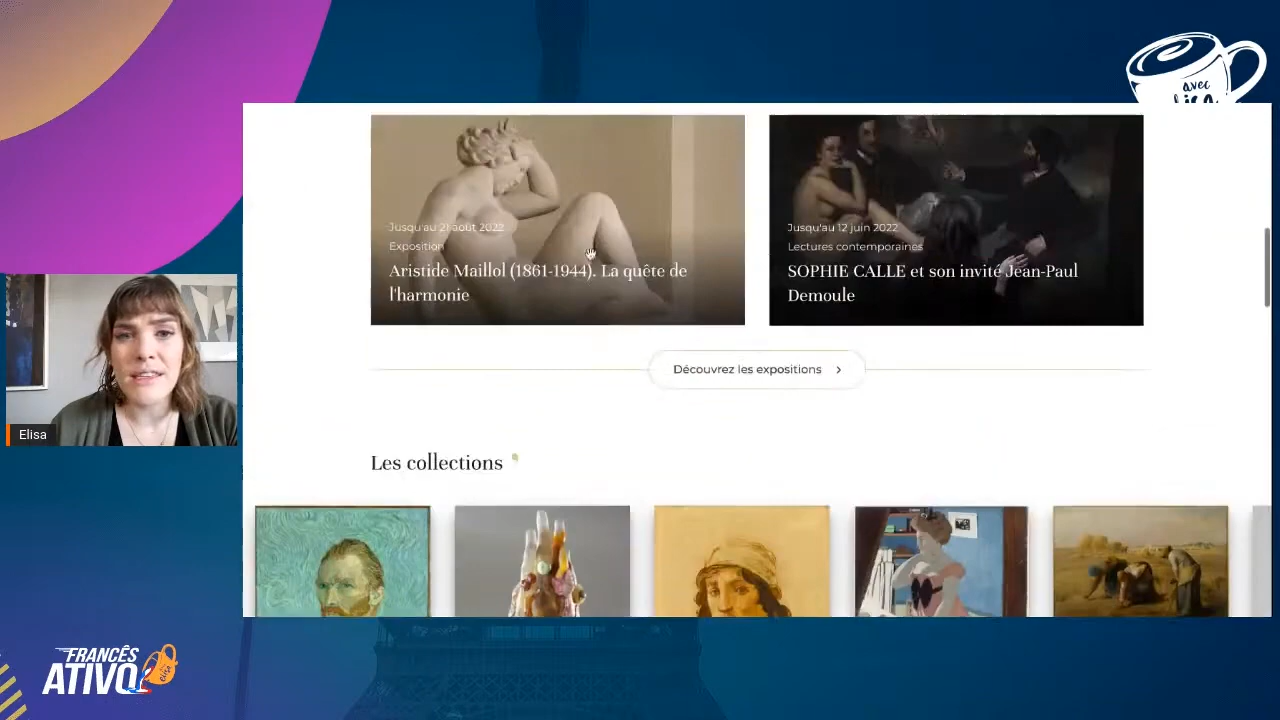 avec
Jusqu'au 21 août 2022
Exposition
Aristide Maillol (1861-1944). La quête de
l'harmonie
Jusqu'au 12 juin 2022
Lectures contemporaines
SOPHIE CALLE et son invité Jean-Paul
Demoule
Découvrez les expositions
Les collections
Elisa
FRANCÊS
ATIVO